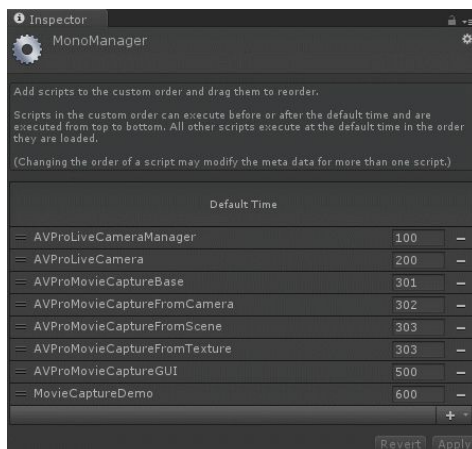 Inspector
MonoManager
Add scripts to the custom order and drag them to reorder.
Scripts in the custom order can execute before or after the default time and are
executed from top to bottom. All other scripts execute at the default time in the order
they are loaded.
(Changing the order of a script may modify the meta data for more than one script.)
Default Time
AVProLiveCameraManager 100
AVProLiveCamera 200
AVProMovieCaptureBase 301
AVProMovieCaptureFromCamera 302
AVProMovieCaptureFromScene 303
AVProMovieCaptureFromTexture 303
AVProMovieCaptureGUI 500
MovieCaptureDemo 600
Revert Apply